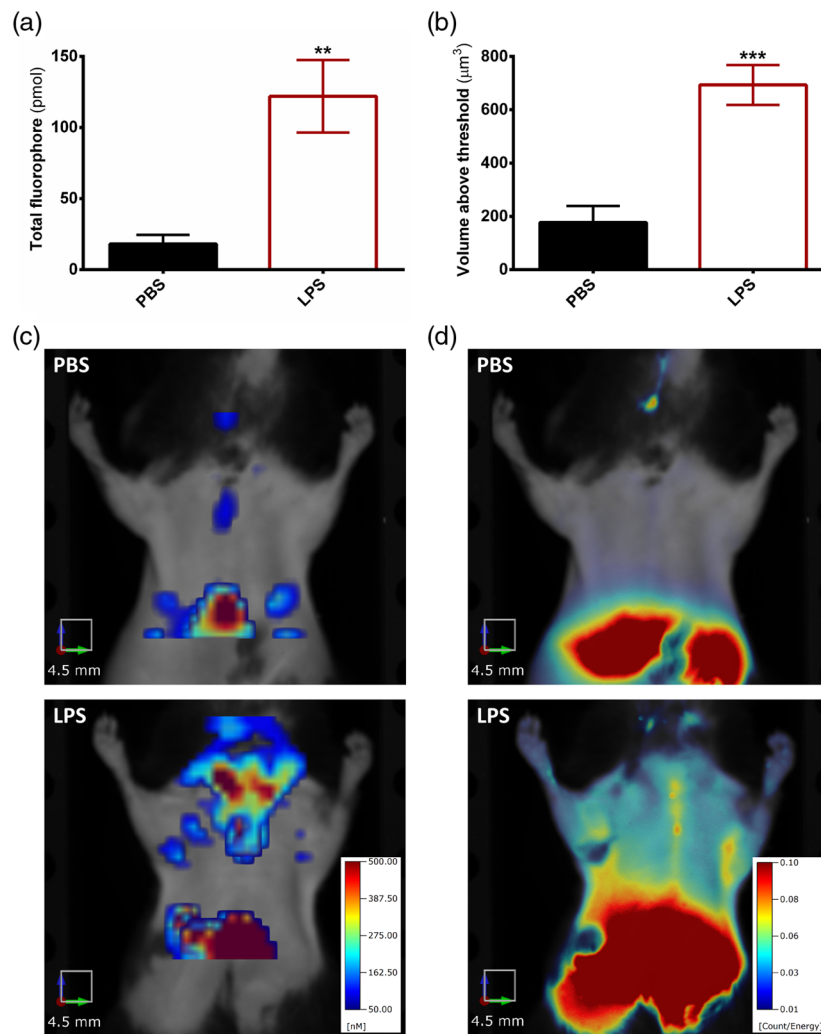 (a)
Total fluorophore (pmol)
150
100
50
0
**
PBS
LPS
(b)
Volume above threshold (μm³)
800
600
400
200
0
***
PBS
LPS
(c)
PBS
4.5 mm
LPS
4.5 mm
500.00
387.50
275.00
162.50
50.00
[nM]
(d)
PBS
4.5 mm
LPS
4.5 mm
0.10
0.08
0.06
0.03
0.01
[Count/Energy]